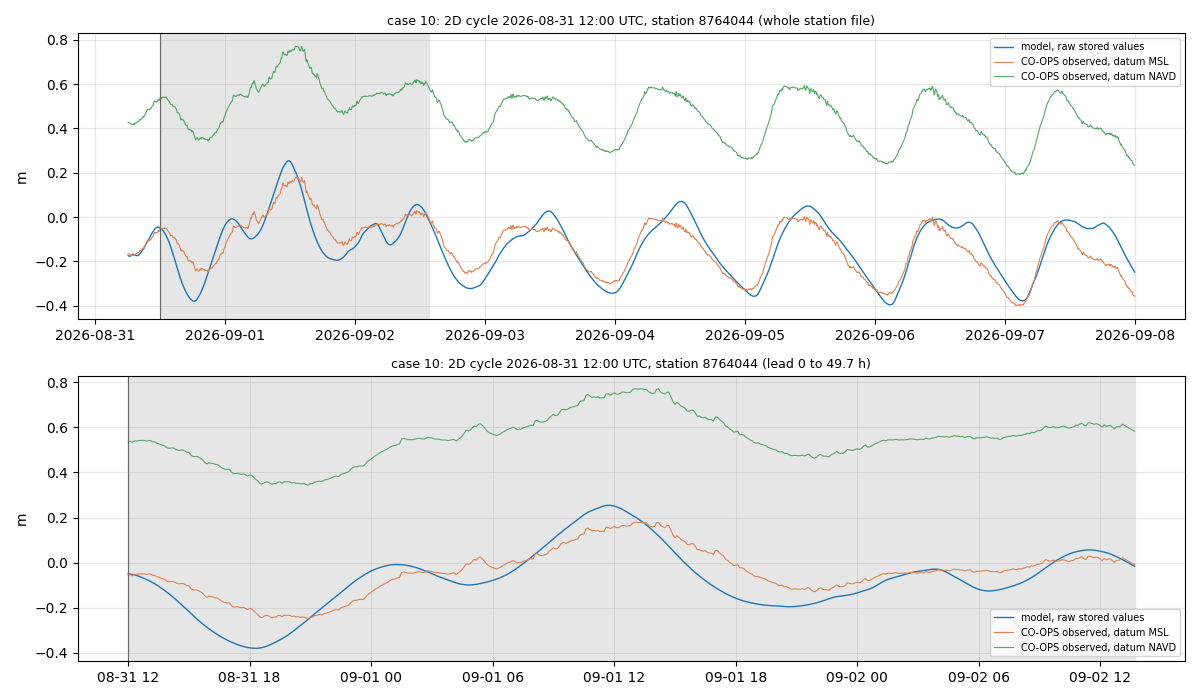 case 10: 2D cycle 2026-08-31 12:00 UTC, station 8764044 (whole station file)
0.8
0.6
0.4
0.2
0.0
−0.2
−0.4
m
model, raw stored values
CO-OPS observed, datum MSL
CO-OPS observed, datum NAVD
2026-08-31 2026-09-01 2026-09-02 2026-09-03 2026-09-04 2026-09-05 2026-09-06 2026-09-07 2026-09-08
case 10: 2D cycle 2026-08-31 12:00 UTC, station 8764044 (lead 0 to 49.7 h)
0.8
0.6
0.4
0.2
0.0
−0.2
−0.4
m
model, raw stored values
CO-OPS observed, datum MSL
CO-OPS observed, datum NAVD
08-31 12 08-31 18 09-01 00 09-01 06 09-01 12 09-01 18 09-02 00 09-02 06 09-02 12